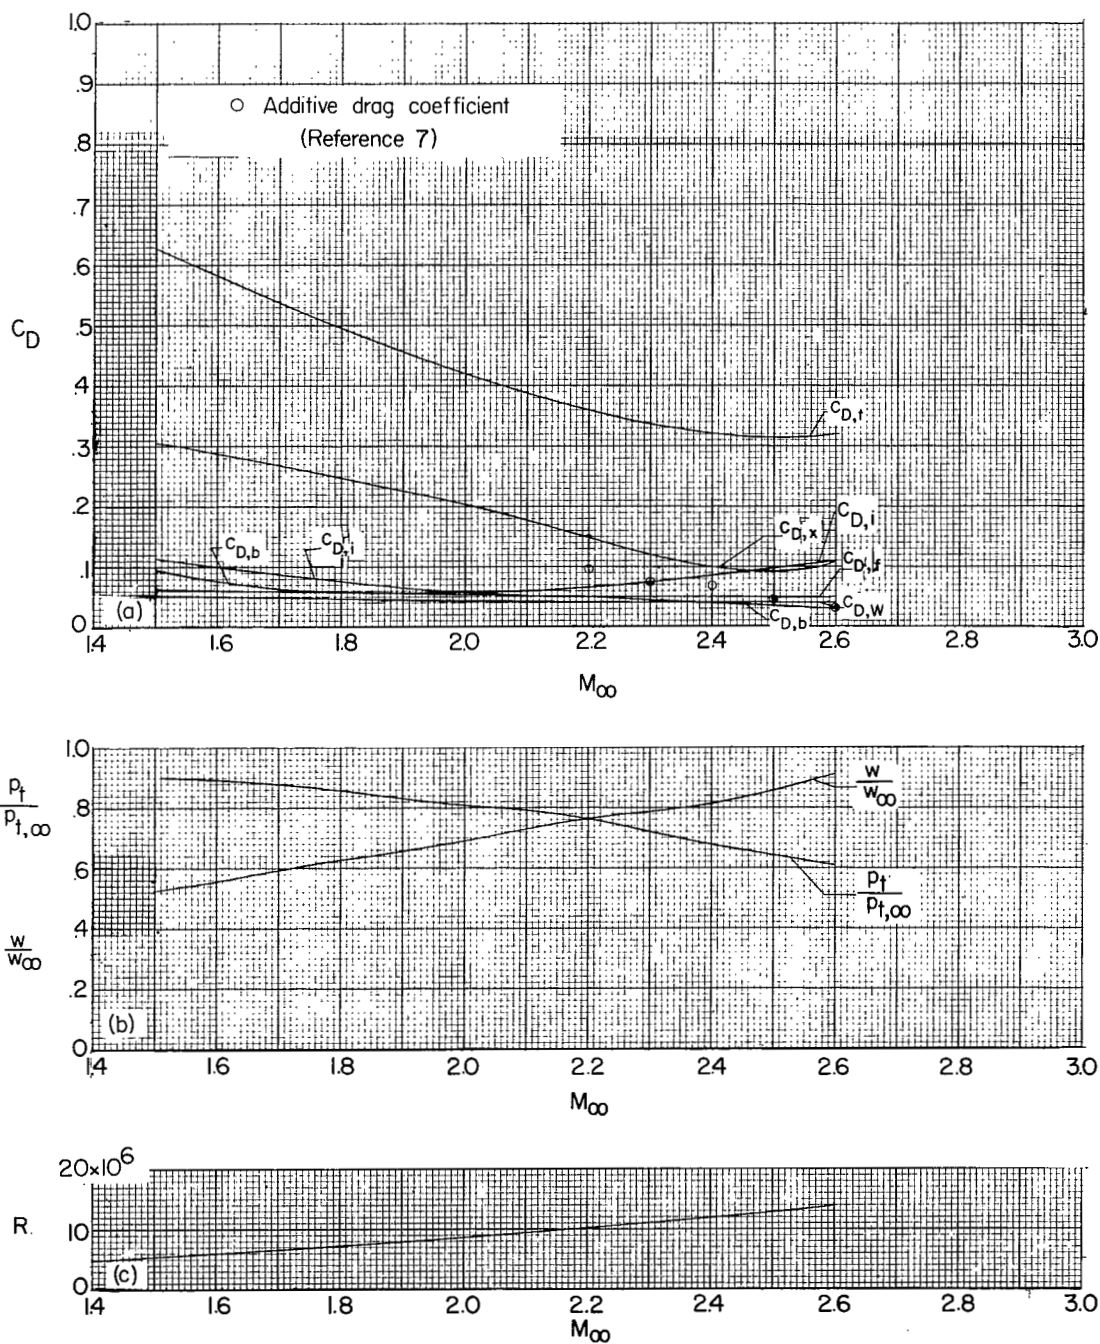 1.0
.9
.8
.7
.6
.5
.4
.3
.2
.1
0
C_D
○ Additive drag coefficient
(Reference 7)
C_D,t
C_D,x
C_D,i
C_D,b
C_D,i
C_D,f
C_D,W
C_D,b
(a)
1.4 1.6 1.8 2.0 2.2 2.4 2.6 2.8 3.0
M∞
1.0
.8
.6
.4
.2
0
p_t
p_t,∞
w
w∞
w
w∞
p_t
p_t,∞
(b)
1.4 1.6 1.8 2.0 2.2 2.4 2.6 2.8 3.0
M∞
20×10⁶
10
0
R
(c)
1.4 1.6 1.8 2.0 2.2 2.4 2.6 2.8 3.0
M∞